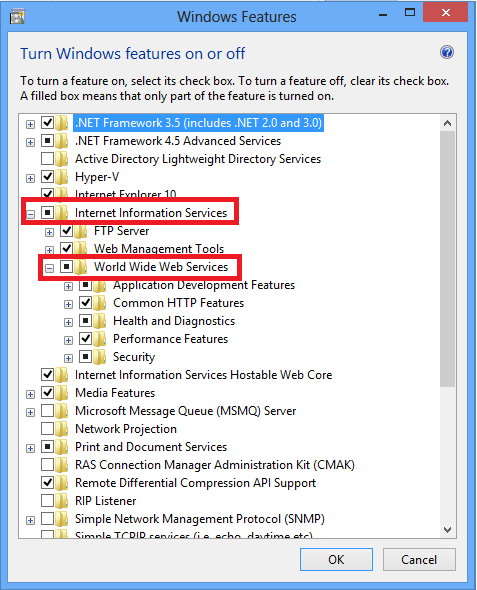 Windows Features
Turn Windows features on or off
To turn a feature on, select its check box. To turn a feature off, clear its check box.
A filled box means that only part of the feature is turned on.
.NET Framework 3.5 (includes .NET 2.0 and 3.0)
.NET Framework 4.5 Advanced Services
Active Directory Lightweight Directory Services
Hyper-V
Internet Explorer 10
Internet Information Services
FTP Server
Web Management Tools
World Wide Web Services
Application Development Features
Common HTTP Features
Health and Diagnostics
Performance Features
Security
Internet Information Services Hostable Web Core
Media Features
Microsoft Message Queue (MSMQ) Server
Network Projection
Print and Document Services
RAS Connection Manager Administration Kit (CMAK)
Remote Differential Compression API Support
RIP Listener
Simple Network Management Protocol (SNMP)
Simple TCPIP services (i.e. echo, daytime etc)
OK Cancel